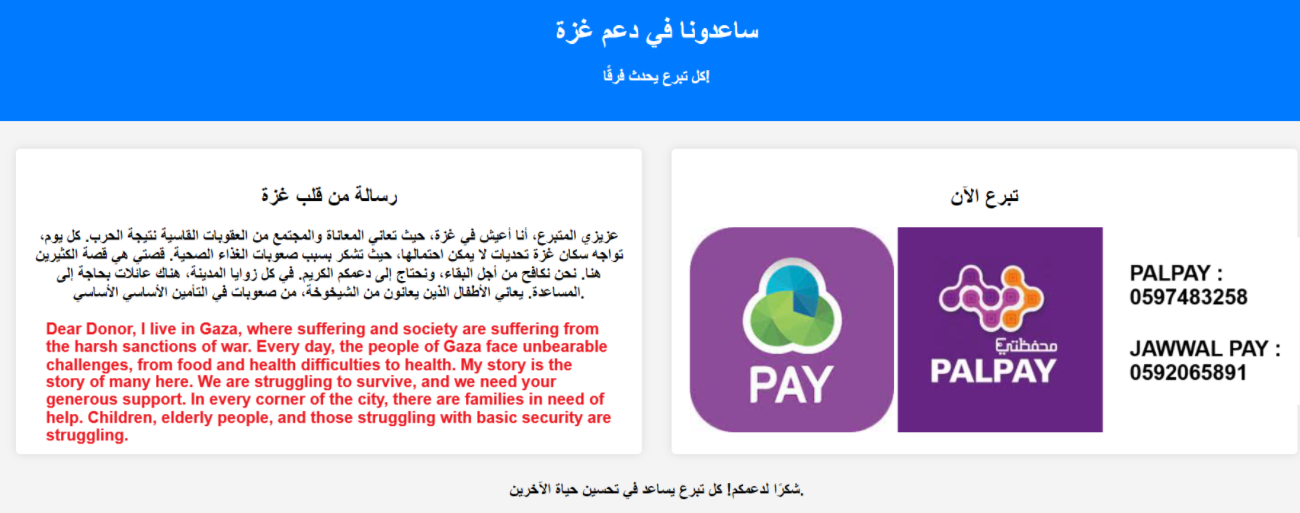 ساعدونا في دعم غزة
!كل تبرع يحدث فرقًا
رسالة من قلب غزة
عزيزي المتبرع، أنا أعيش في غزة، حيث تعاني المعاناة والمجتمع من العقوبات القاسية نتيجة الحرب. كل يوم،
تواجه سكان غزة تحديات لا يمكن احتمالها، حيث تشكر بسبب صعوبات الغذاء الصحية. قصتي هي قصة الكثيرين
هنا. نحن نكافح من أجل البقاء، ونحتاج إلى دعمكم الكريم. في كل زوايا المدينة، هناك عائلات بحاجة إلى
.المساعدة. يعاني الأطفال الذين يعانون من الشيخوخة، من صعوبات في التأمين الأساسي الأساسي
Dear Donor, I live in Gaza, where suffering and society are suffering from
the harsh sanctions of war. Every day, the people of Gaza face unbearable
challenges, from food and health difficulties to health. My story is the
story of many here. We are struggling to survive, and we need your
generous support. In every corner of the city, there are families in need of
help. Children, elderly people, and those struggling with basic security are
struggling.
تبرع الآن
PAY
محفظتي
PALPAY
PALPAY :
0597483258
JAWWAL PAY :
0592065891
.شكرًا لدعمكم! كل تبرع يساعد في تحسين حياة الآخرين